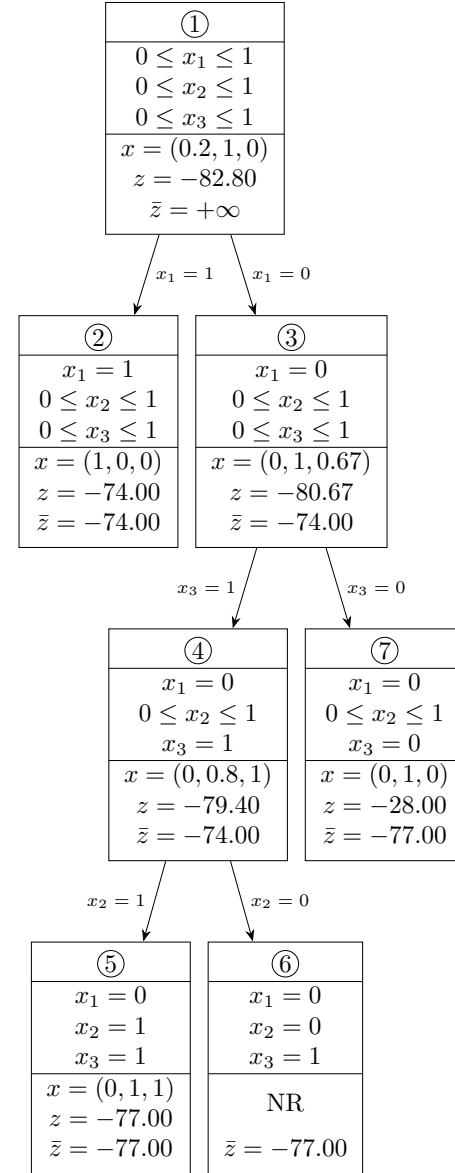 ①
0 ≤ x₁ ≤ 1
0 ≤ x₂ ≤ 1
0 ≤ x₃ ≤ 1
x = (0.2, 1, 0)
z = −82.80
z̄ = +∞
x₁ = 1
x₁ = 0
②
x₁ = 1
0 ≤ x₂ ≤ 1
0 ≤ x₃ ≤ 1
x = (1, 0, 0)
z = −74.00
z̄ = −74.00
③
x₁ = 0
0 ≤ x₂ ≤ 1
0 ≤ x₃ ≤ 1
x = (0, 1, 0.67)
z = −80.67
z̄ = −74.00
x₃ = 1
x₃ = 0
④
x₁ = 0
0 ≤ x₂ ≤ 1
x₃ = 1
x = (0, 0.8, 1)
z = −79.40
z̄ = −74.00
⑦
x₁ = 0
0 ≤ x₂ ≤ 1
x₃ = 0
x = (0, 1, 0)
z = −28.00
z̄ = −77.00
x₂ = 1
x₂ = 0
⑤
x₁ = 0
x₂ = 1
x₃ = 1
x = (0, 1, 1)
z = −77.00
z̄ = −77.00
⑥
x₁ = 0
x₂ = 0
x₃ = 1
NR
z̄ = −77.00